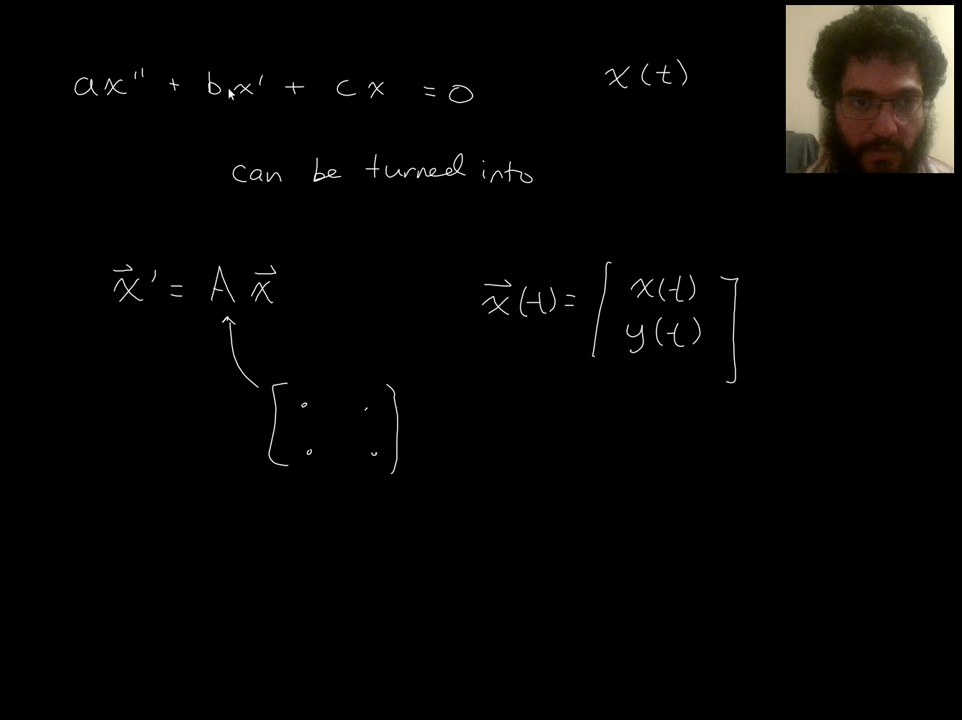 ax'' + bx' + cx = 0    x(t)
can be turned into
x⃗' = A x⃗    x⃗(t) = [ x(t)
y(t) ]